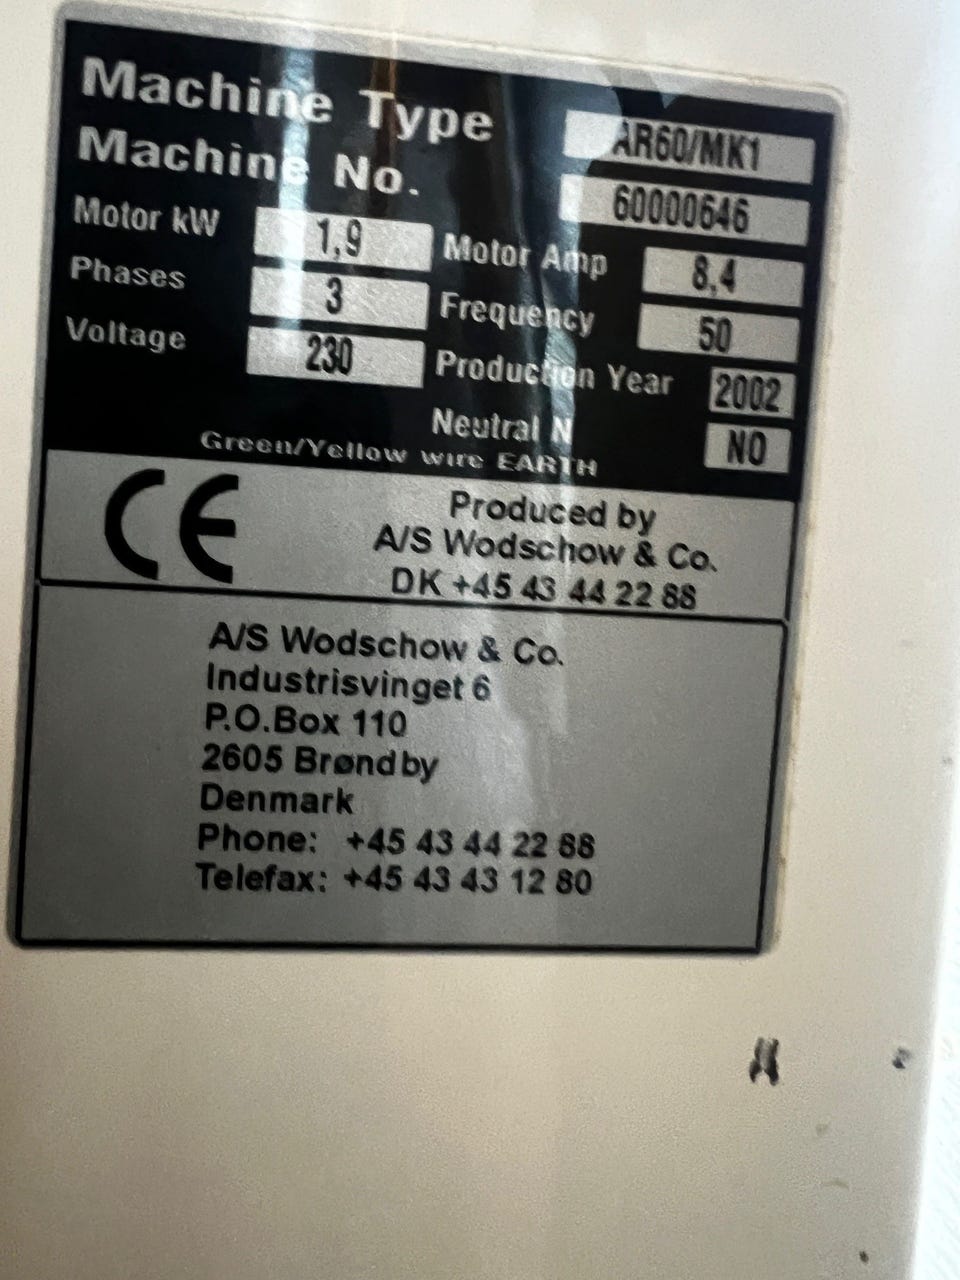 Machine Type AR60/MK1
Machine No. 60000646
Motor kW 1,9 Motor Amp 8,4
Phases 3 Frequency 50
Voltage 230 Production Year 2002
Neutral N NO
Green/Yellow wire EARTH
CE Produced by
A/S Wodschow & Co.
DK +45 43 44 22 88
A/S Wodschow & Co.
Industrisvinget 6
P.O.Box 110
2605 Brøndby
Denmark
Phone: +45 43 44 22 88
Telefax: +45 43 43 12 80